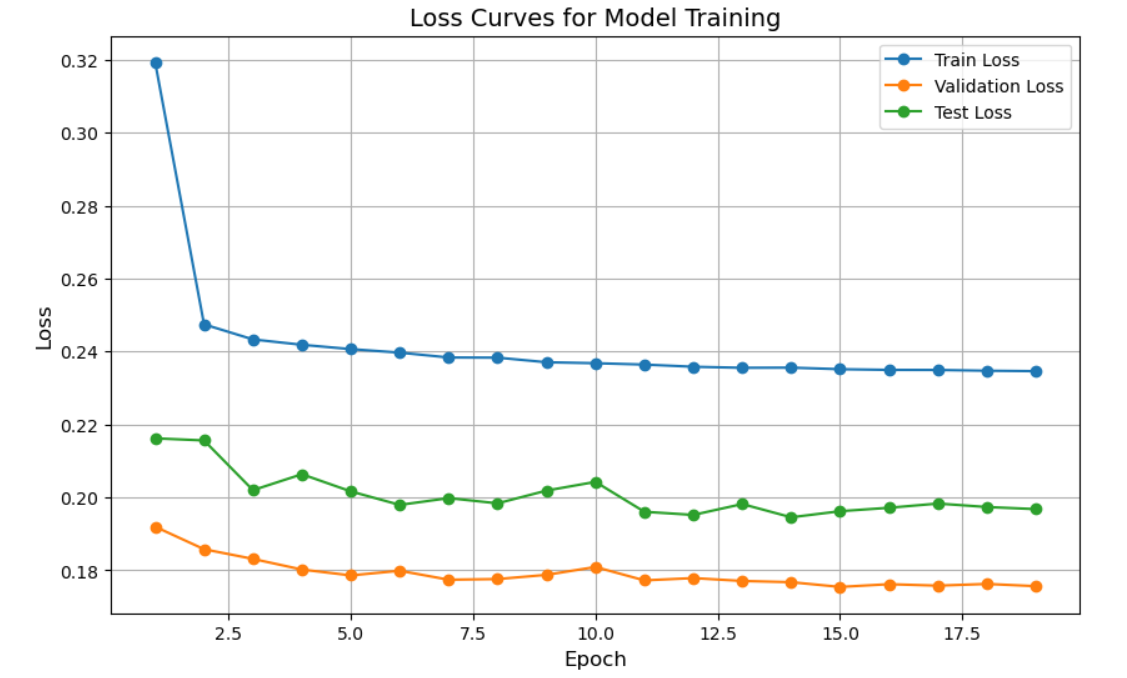 Loss Curves for Model Training
Train Loss
Validation Loss
Test Loss
0.32
0.30
0.28
0.26
0.24
0.22
0.20
0.18
Loss
2.5 5.0 7.5 10.0 12.5 15.0 17.5
Epoch